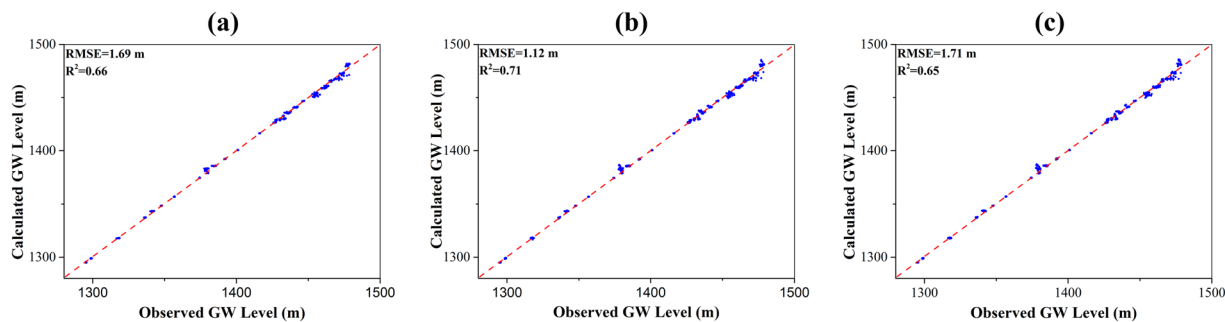 (a)
RMSE=1.69 m
R²=0.66
1500
1400
1300
Calculated GW Level (m)
1300
1400
1500
Observed GW Level (m)
(b)
RMSE=1.12 m
R²=0.71
1500
1400
1300
Calculated GW Level (m)
1300
1400
1500
Observed GW Level (m)
(c)
RMSE=1.71 m
R²=0.65
1500
1400
1300
Calculated GW Level (m)
1300
1400
1500
Observed GW Level (m)